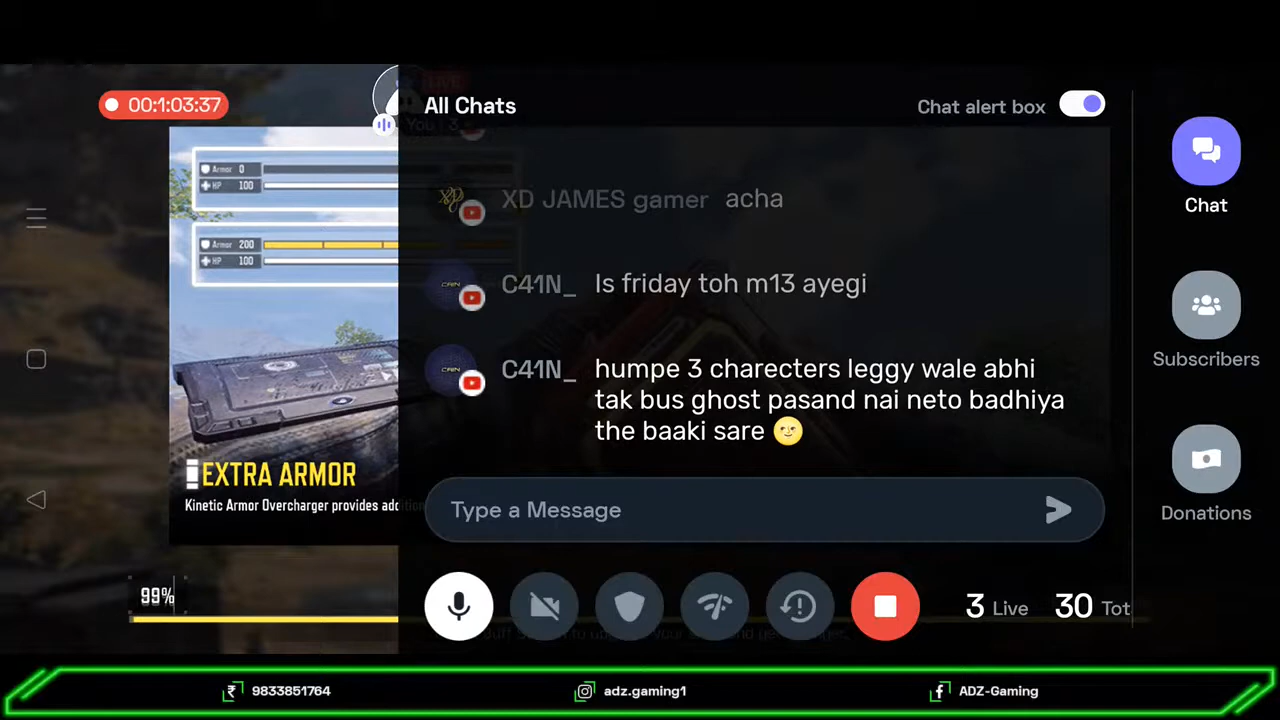 00:1:03:37
LIVE
All Chats
Chat alert box
Armor 0
HP 100
XD JAMES gamer acha
Chat
Armor 200
HP 100
C41N_ Is friday toh m13 ayegi
Subscribers
C41N_ humpe 3 charecters leggy wale abhi
tak bus ghost pasand nai neto badhiya
the baaki sare 🌝
EXTRA ARMOR
Kinetic Armor Overcharger provides
Type a Message
Donations
99%
3 Live 30 Tot
9833851764
adz.gaming1
ADZ-Gaming